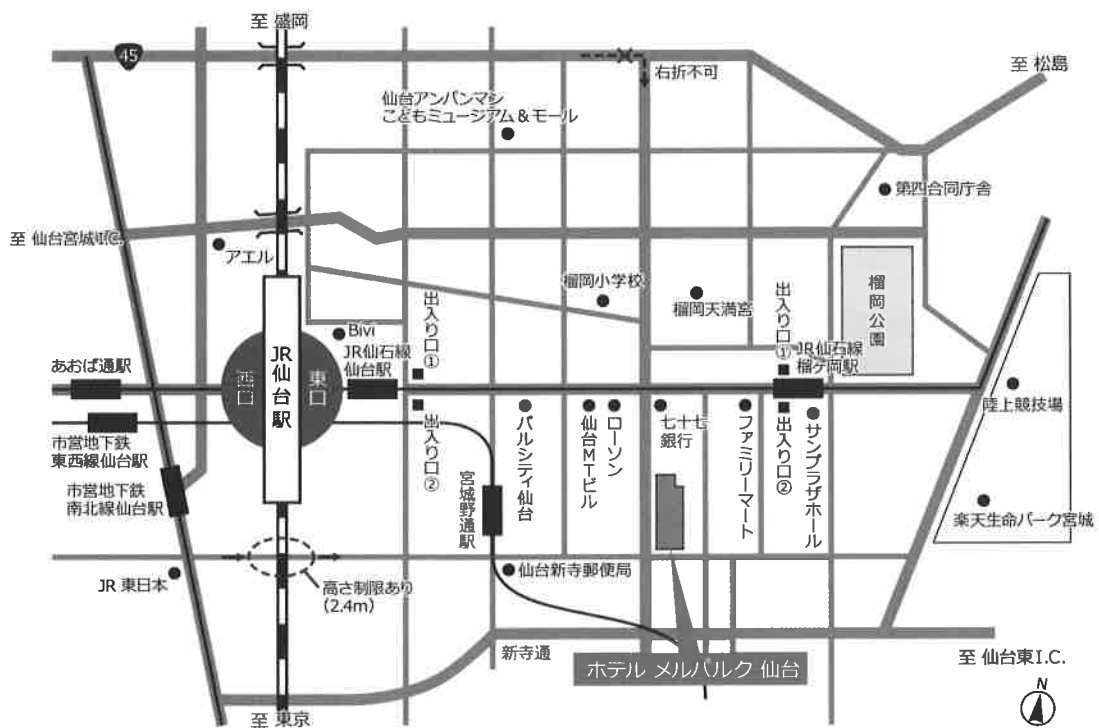 至 盛岡
45
右折不可
至 松島
仙台アンパンマン
こどもミュージアム&モール
第四合同庁舎
至 仙台宮城I.C.
アエル
榴岡小学校
榴岡天満宮
榴岡公園
出入り口①
出入り口①
Bivi
JR仙石線
仙台駅
JR仙石線
榴ケ岡駅
あおば通駅
西口
JR仙台駅
東口
陸上競技場
市営地下鉄
東西線仙台駅
出入り口②
パルシティ仙台
仙台MTビル
ローソン
七十七
銀行
ファミリーマート
出入り口②
サンプラザホール
市営地下鉄
南北線仙台駅
宮城野通駅
楽天生命パーク宮城
JR 東日本
高さ制限あり
(2.4m)
仙台新寺郵便局
新寺通
ホテル メルパルク 仙台
至 仙台東I.C.
N
至 東京